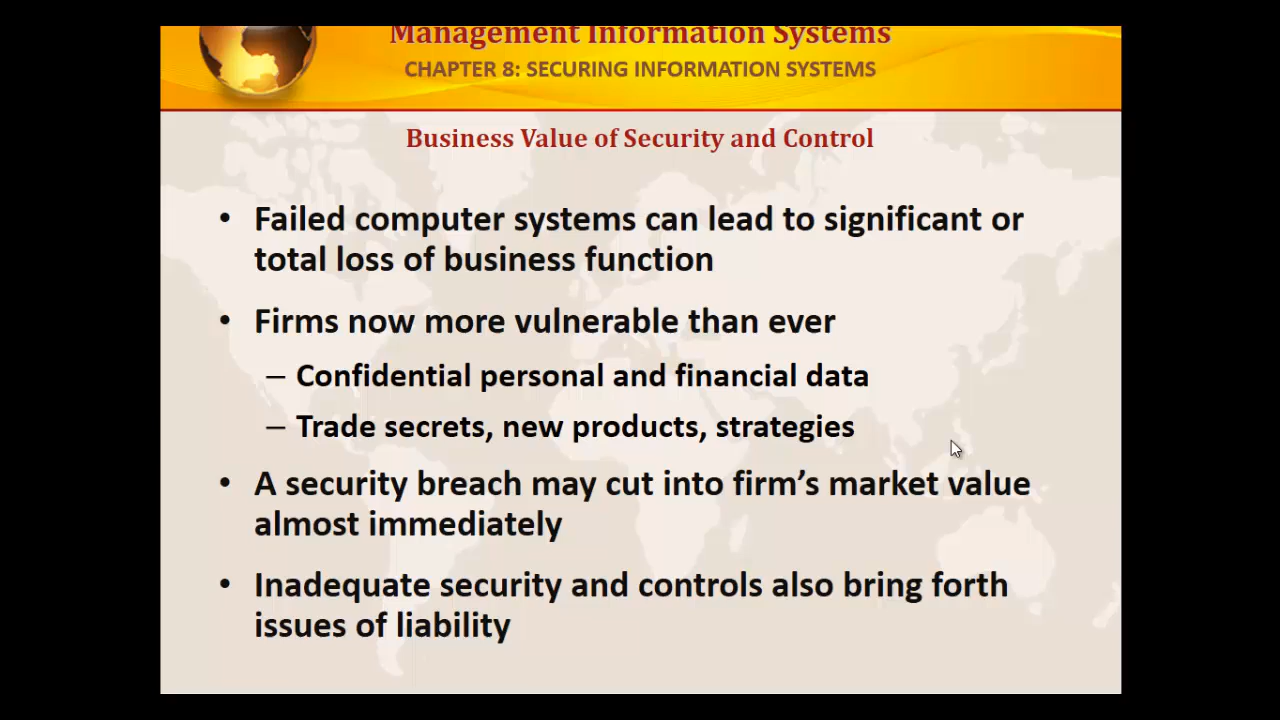 Management Information Systems
CHAPTER 8: SECURING INFORMATION SYSTEMS
Business Value of Security and Control
• Failed computer systems can lead to significant or
total loss of business function
• Firms now more vulnerable than ever
– Confidential personal and financial data
– Trade secrets, new products, strategies
• A security breach may cut into firm’s market value
almost immediately
• Inadequate security and controls also bring forth
issues of liability